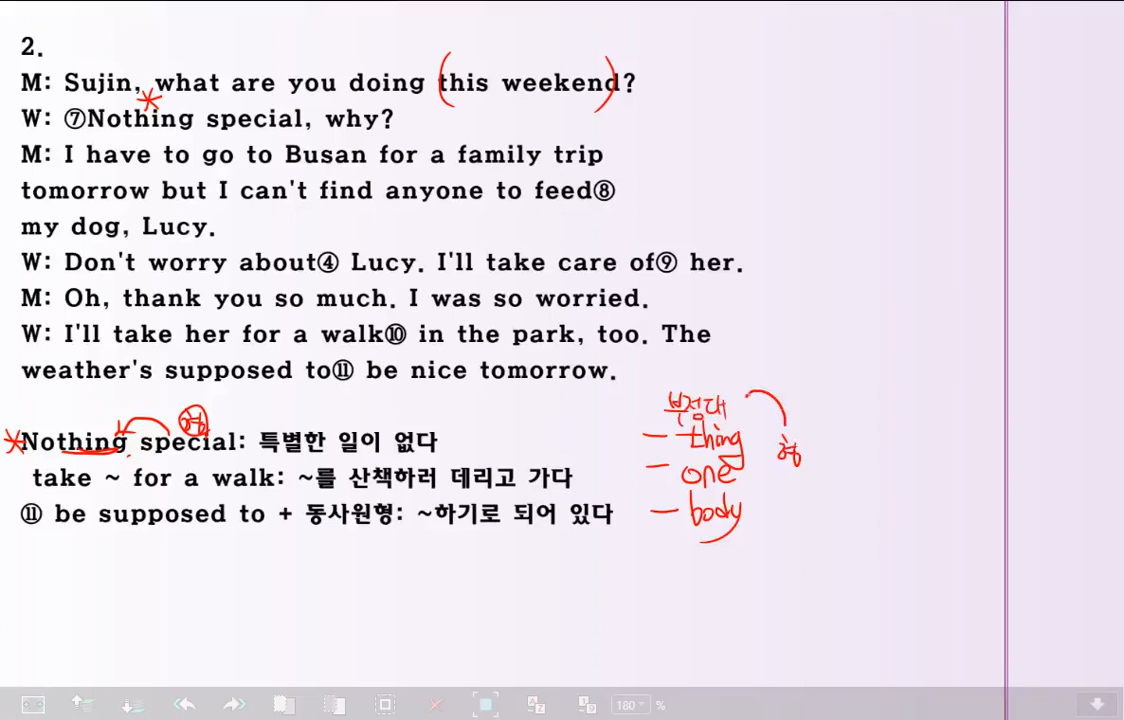 2.
M: Sujin, what are you doing (this weekend)?
W: ⑦Nothing special, why?
M: I have to go to Busan for a family trip
tomorrow but I can't find anyone to feed⑧
my dog, Lucy.
W: Don't worry about④ Lucy. I'll take care of⑨ her.
M: Oh, thank you so much. I was so worried.
W: I'll take her for a walk⑩ in the park, too. The
weather's supposed to⑪ be nice tomorrow.
부정대
형
*Nothing special: 특별한 일이 없다
-thing
형
take ~ for a walk: ~를 산책하러 데리고 가다
-one
⑪ be supposed to + 동사원형: ~하기로 되어 있다
-body
180 %